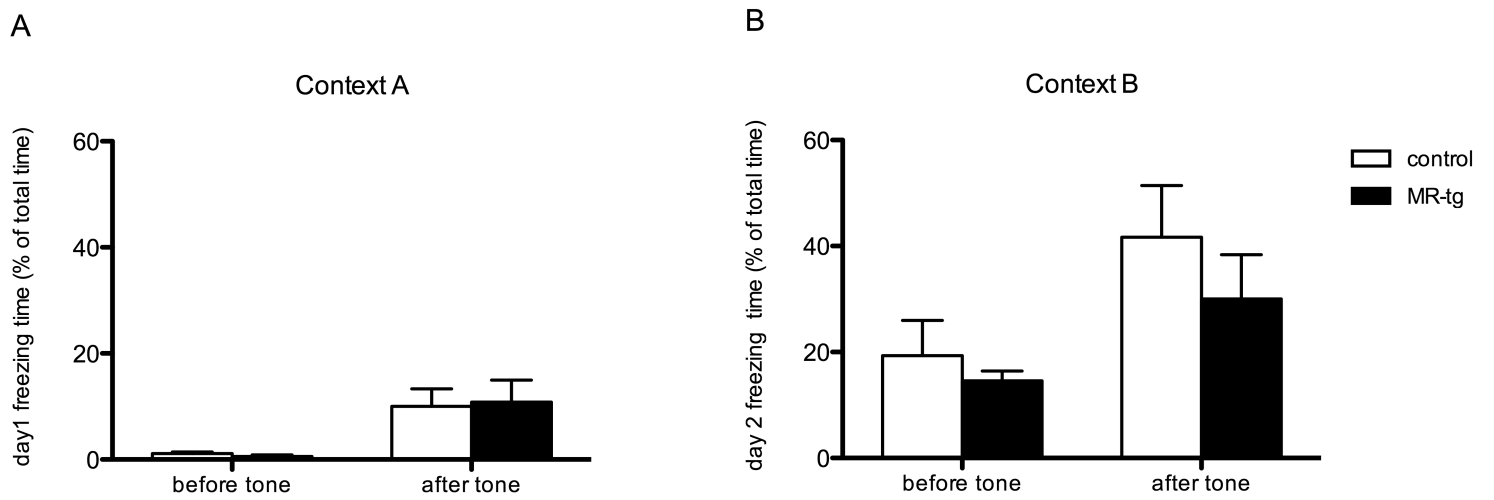 A
Context A
day1 freezing time (% of total time)
60
40
20
0
before tone
after tone
B
Context B
day 2 freezing time (% of total time)
60
40
20
0
before tone
after tone
control
MR-tg